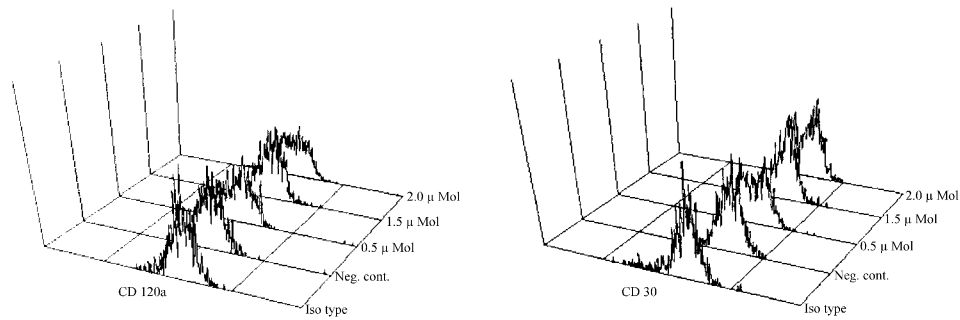 2.0 µ Mol
1.5 µ Mol
0.5 µ Mol
Neg. cont.
Iso type
CD 120a
2.0 µ Mol
1.5 µ Mol
0.5 µ Mol
Neg. cont.
Iso type
CD 30